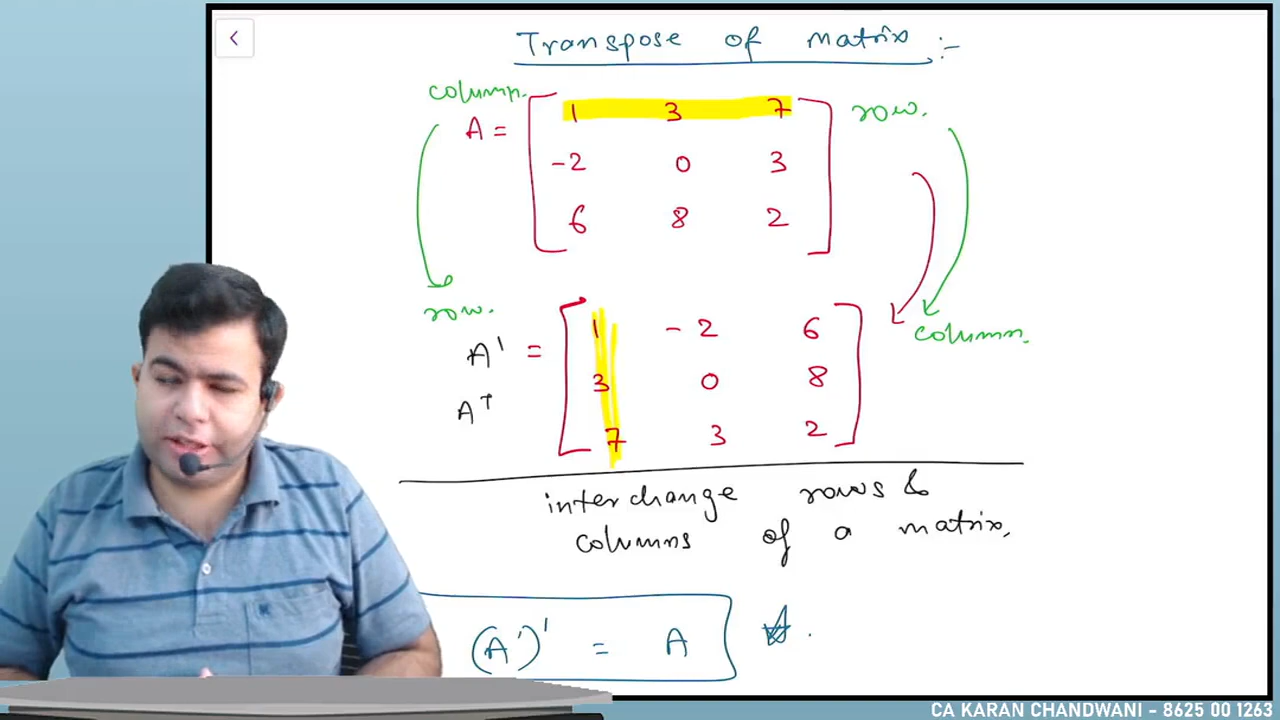 Transpose of matrix :-
column.
A = [ 1 3 7 ] row.
-2 0 3
6 8 2
row.
A' = [ 1 -2 6 ] column.
3 0 8
A^T
7 3 2
interchange rows &
columns of a matrix.
(A')' = A
CA KARAN CHANDWANI - 8625 00 1263